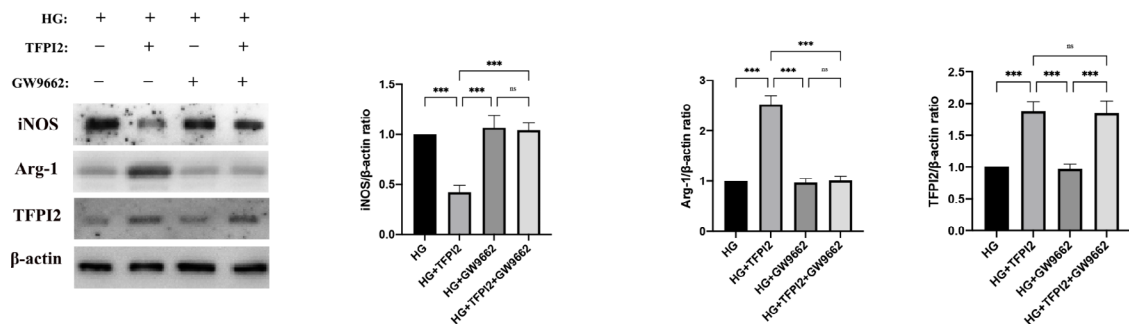 HG: + + + +
TFPI2: − + − +
GW9662: − − + +
iNOS
Arg-1
TFPI2
β-actin
iNOS/β-actin ratio
1.5
1.0
0.5
0.0
*** *** *** ns
HG
HG+TFPI2
HG+GW9662
HG+TFPI2+GW9662
Arg-1/β-actin ratio
4
3
2
1
0
***
*** *** ns
HG
HG+TFPI2
HG+GW9662
HG+TFPI2+GW9662
TFPI2/β-actin ratio
2.5
2.0
1.5
1.0
0.5
0.0
ns
*** *** ***
HG
HG+TFPI2
HG+GW9662
HG+TFPI2+GW9662